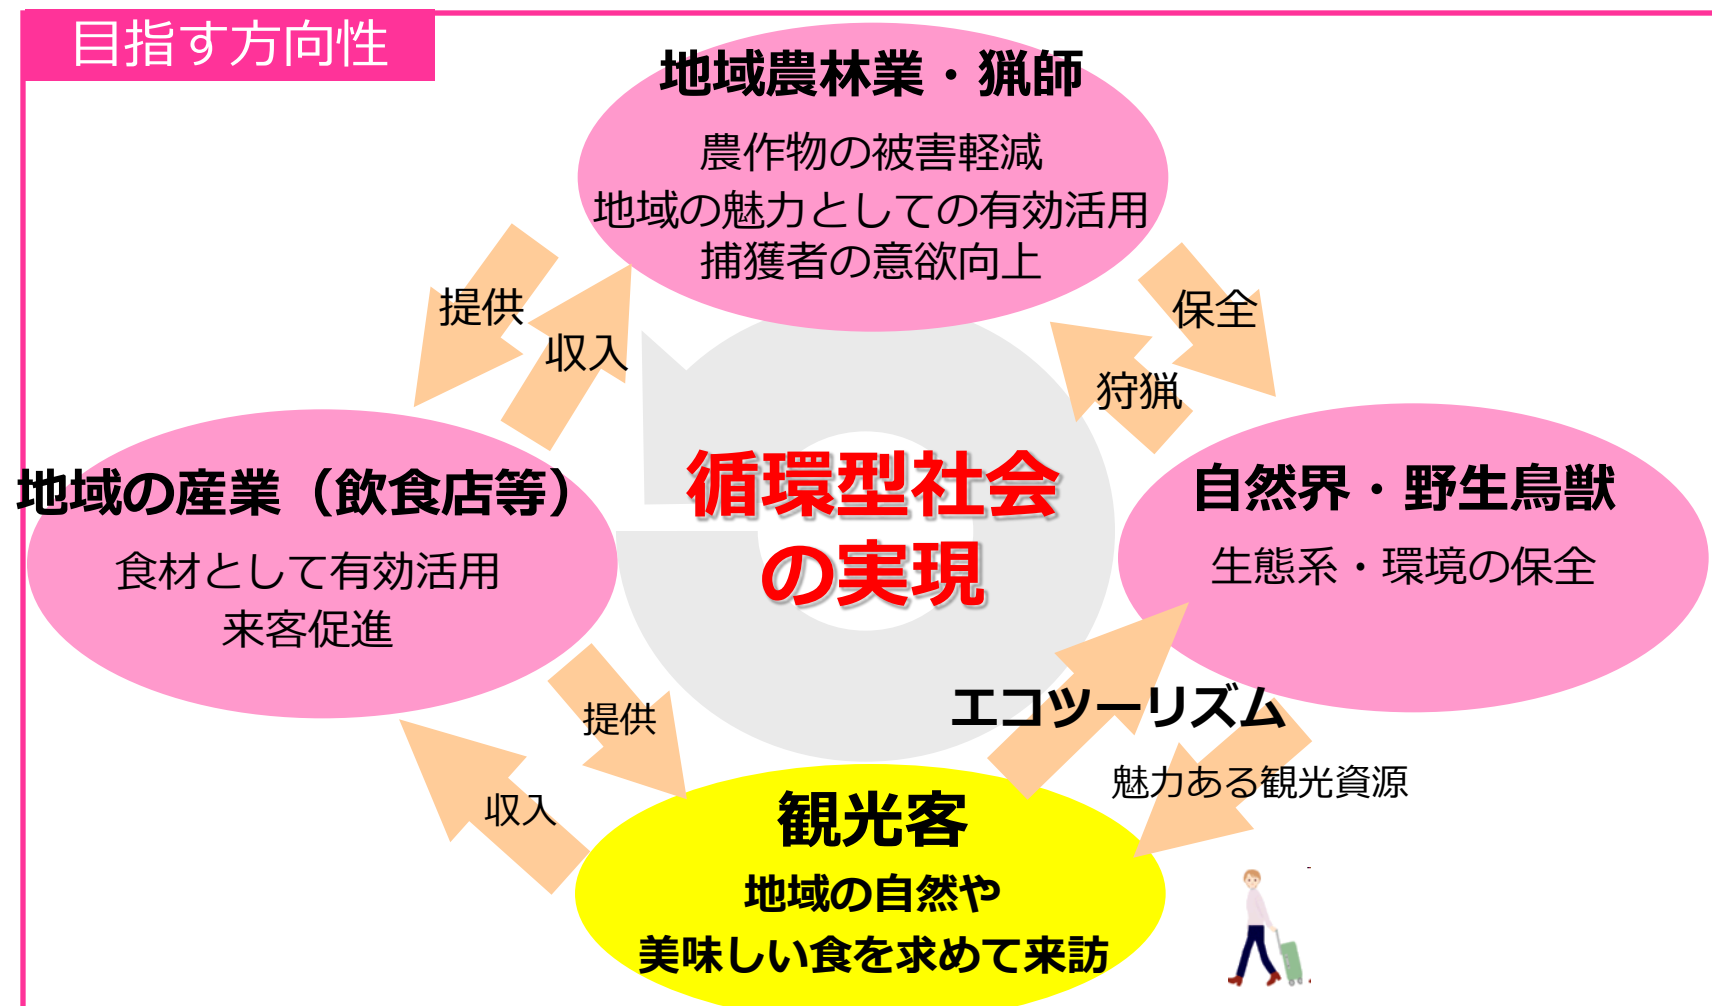 目指す方向性
地域農林業・猟師
農作物の被害軽減
地域の魅力としての有効活用
捕獲者の意欲向上
提供
収入
保全
狩猟
地域の産業（飲食店等）
食材として有効活用
来客促進
循環型社会
の実現
自然界・野生鳥獣
生態系・環境の保全
提供
収入
エコツーリズム
魅力ある観光資源
観光客
地域の自然や
美味しい食を求めて来訪